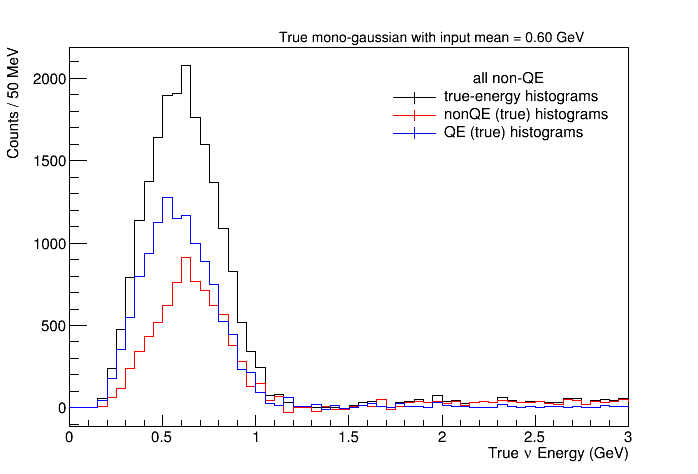 True mono-gaussian with input mean = 0.60 GeV
Counts / 50 MeV
all non-QE
true-energy histograms
nonQE (true) histograms
QE (true) histograms
2000
1500
1000
500
0
0 0.5 1 1.5 2 2.5 3
True ν Energy (GeV)